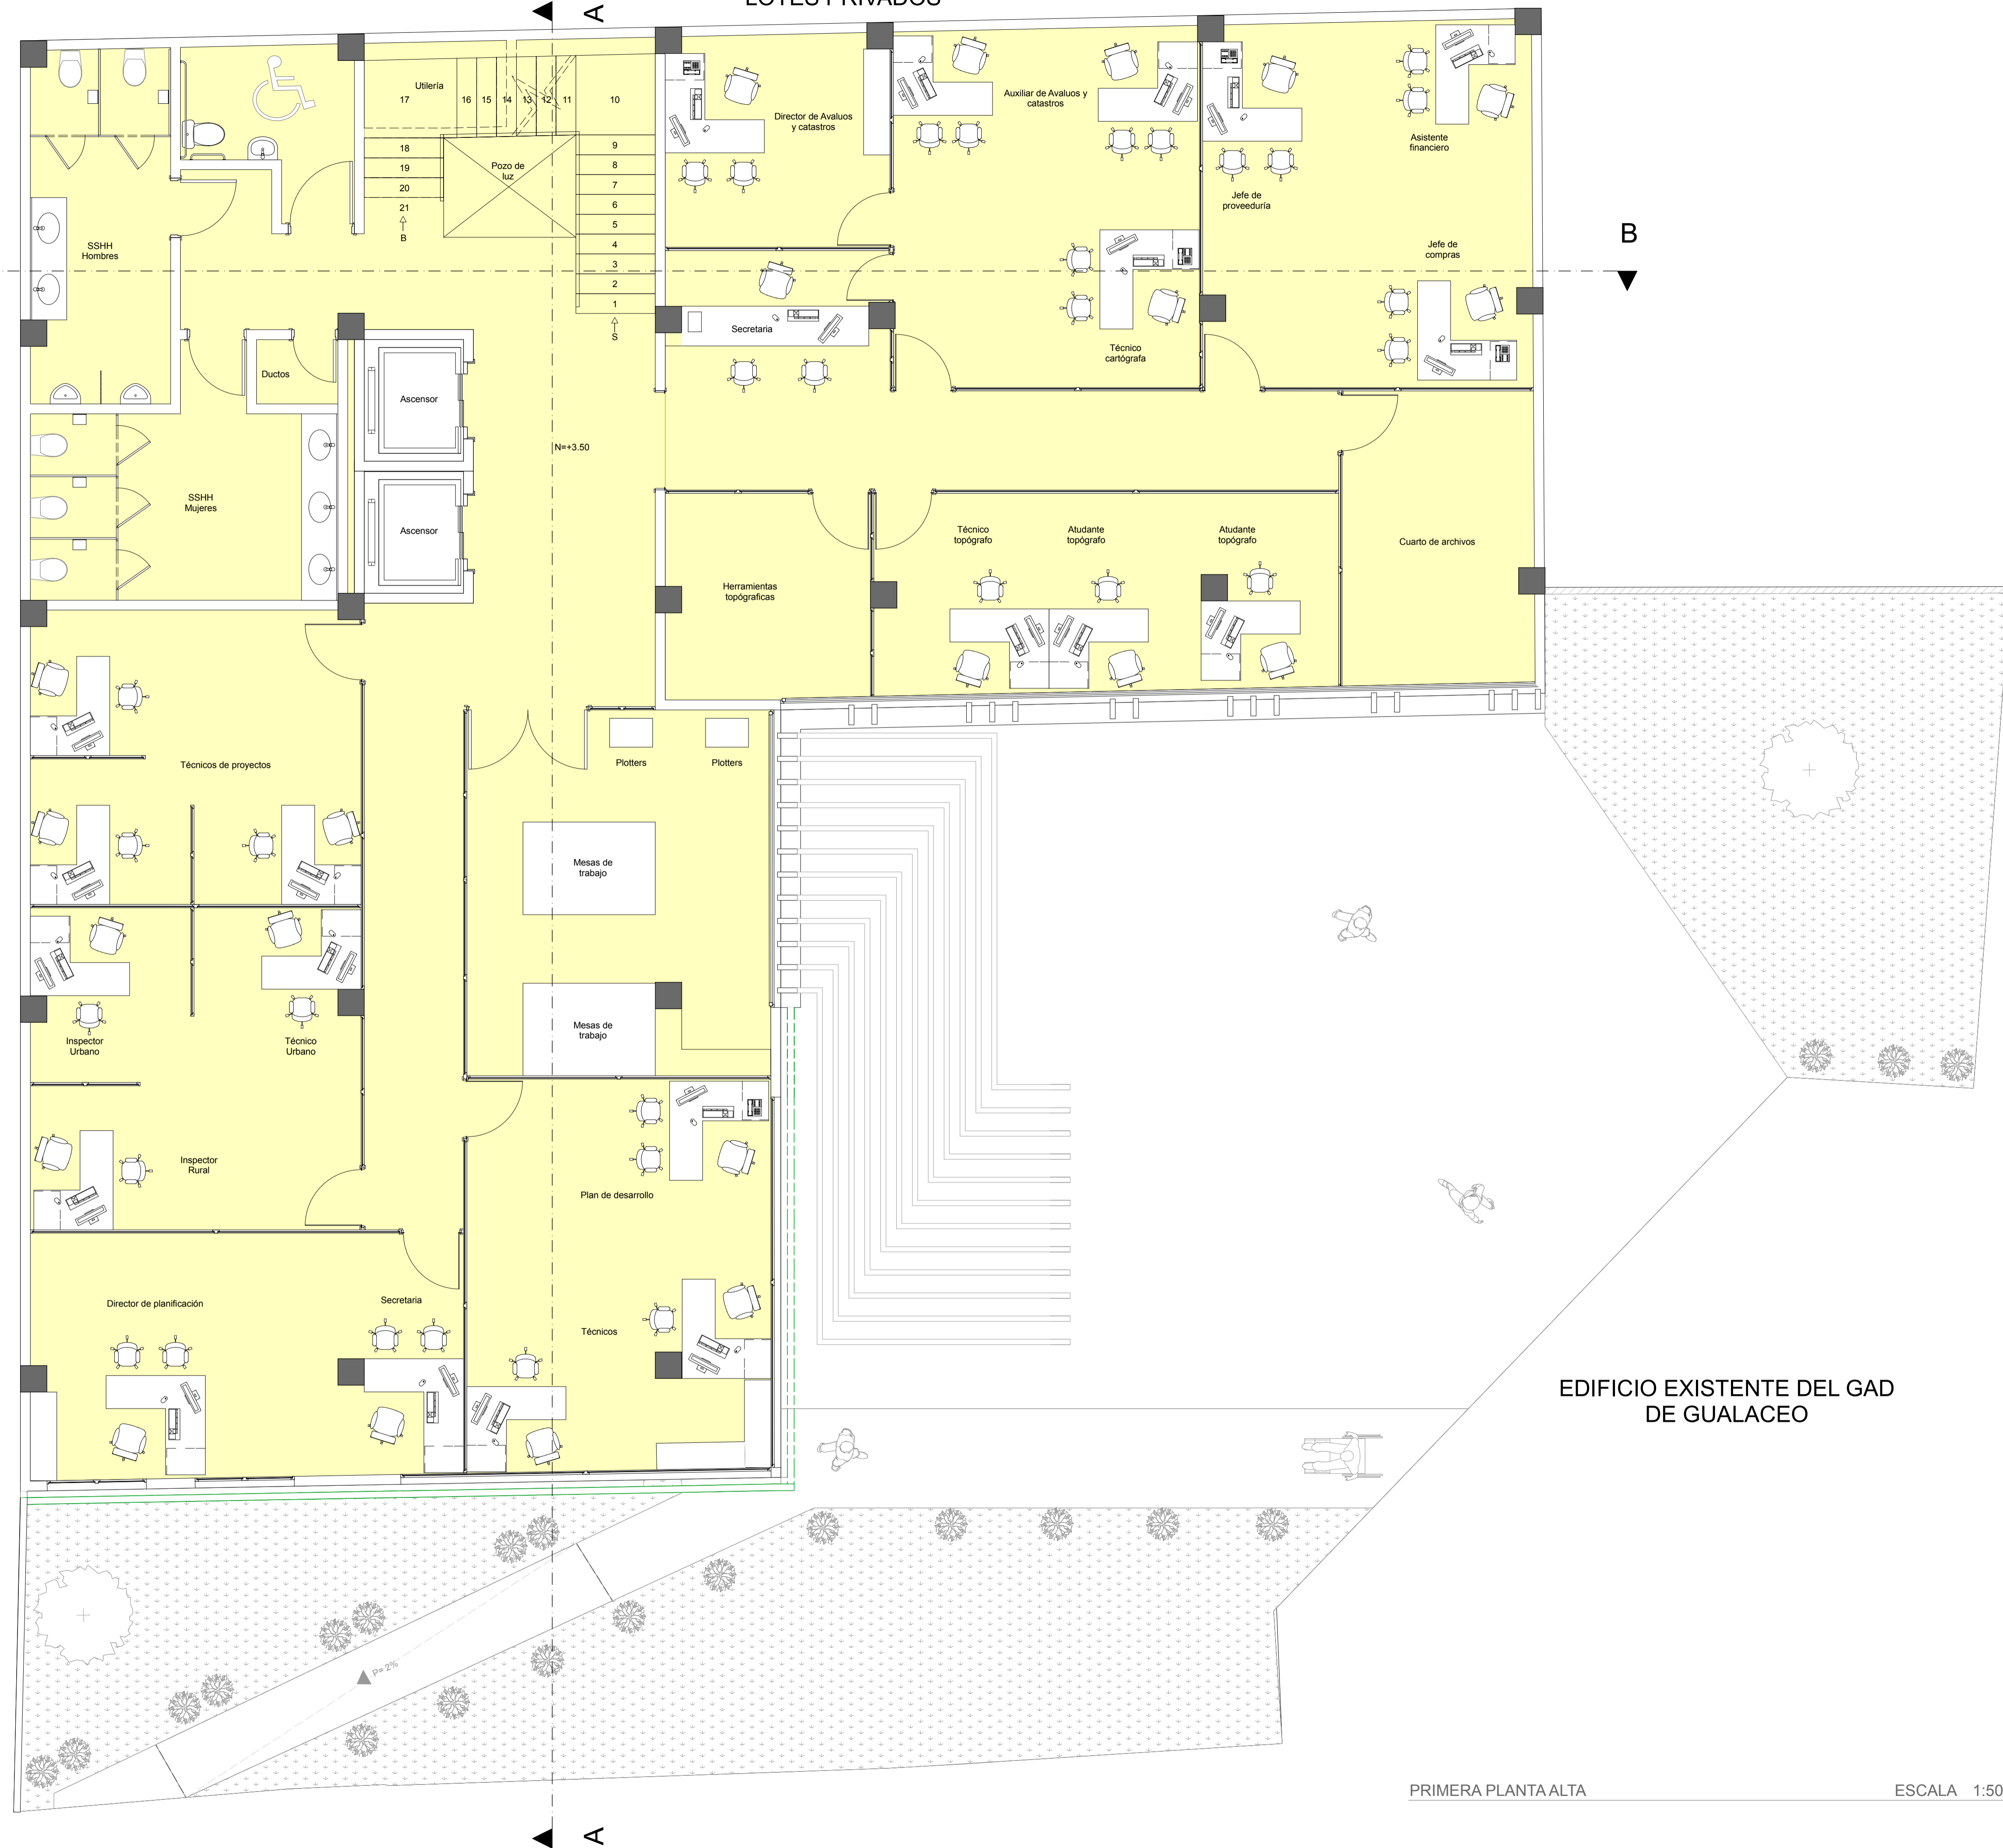 LOTES PRIVADOS
A
Utilería
17
16
15
14
13
12
11
10
18
19
20
21
B
Pozo de
luz
9
8
7
6
5
4
3
2
1
S
Director de Avaluos
y catastros
Auxiliar de Avaluos y
catastros
Asistente
financiero
Jefe de
proveeduría
Jefe de
compras
B
SSHH
Hombres
Secretaria
Técnico
cartógrafa
Ductos
Ascensor
N=+3.50
SSHH
Mujeres
Ascensor
Técnico
topógrafo
Atudante
topógrafo
Atudante
topógrafo
Cuarto de archivos
Herramientas
topógraficas
Técnicos de proyectos
Plotters
Plotters
Mesas de
trabajo
Mesas de
trabajo
Inspector
Urbano
Técnico
Urbano
Inspector
Rural
Plan de desarrollo
Director de planificación
Secretaria
Técnicos
EDIFICIO EXISTENTE DEL GAD
DE GUALACEO
P= 2%
PRIMERA PLANTA ALTA
ESCALA 1:50
A